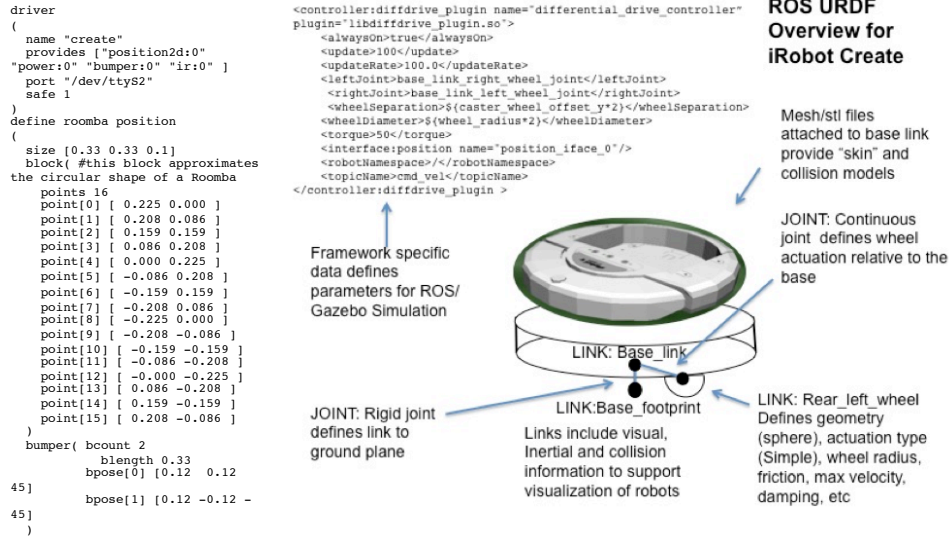 driver
(
name "create"
provides ["position2d:0"
"power:0" "bumper:0" "ir:0" ]
port "/dev/ttyS2"
safe 1
)
define roomba position
(
size [0.33 0.33 0.1]
block( #this block approximates
the circular shape of a Roomba
points 16
point[0] [ 0.225 0.000 ]
point[1] [ 0.208 0.086 ]
point[2] [ 0.159 0.159 ]
point[3] [ 0.086 0.208 ]
point[4] [ 0.000 0.225 ]
point[5] [ -0.086 0.208 ]
point[6] [ -0.159 0.159 ]
point[7] [ -0.208 0.086 ]
point[8] [ -0.225 0.000 ]
point[9] [ -0.208 -0.086 ]
point[10] [ -0.159 -0.159 ]
point[11] [ -0.086 -0.208 ]
point[12] [ -0.000 -0.225 ]
point[13] [ 0.086 -0.208 ]
point[14] [ 0.159 -0.159 ]
point[15] [ 0.208 -0.086 ]
)
bumper( bcount 2
blength 0.33
bpose[0] [0.12 0.12
45]
bpose[1] [0.12 -0.12 -
45]
)
<controller:diffdrive_plugin name="differential_drive_controller"
plugin="libdiffdrive_plugin.so">
<alwaysOn>true</alwaysOn>
<update>100</update>
<updateRate>100.0</updateRate>
<leftJoint>base_link_right_wheel_joint</leftJoint>
<rightJoint>base_link_left_wheel_joint</rightJoint>
<wheelSeparation>${caster_wheel_offset_y*2}</wheelSeparation>
<wheelDiameter>${wheel_radius*2}</wheelDiameter>
<torque>50</torque>
<interface:position name="position_iface_0"/>
<robotNamespace>/</robotNamespace>
<topicName>cmd_vel</topicName>
</controller:diffdrive_plugin >
ROS URDF
Overview for
iRobot Create
Mesh/stl files
attached to base link
provide "skin" and
collision models
JOINT: Continuous
joint defines wheel
actuation relative to the
base
Framework specific
data defines
parameters for ROS/
Gazebo Simulation
LINK: Base_link
LINK:Base_footprint
JOINT: Rigid joint
defines link to
ground plane
Links include visual,
Inertial and collision
information to support
visualization of robots
LINK: Rear_left_wheel
Defines geometry
(sphere), actuation type
(Simple), wheel radius,
friction, max velocity,
damping, etc